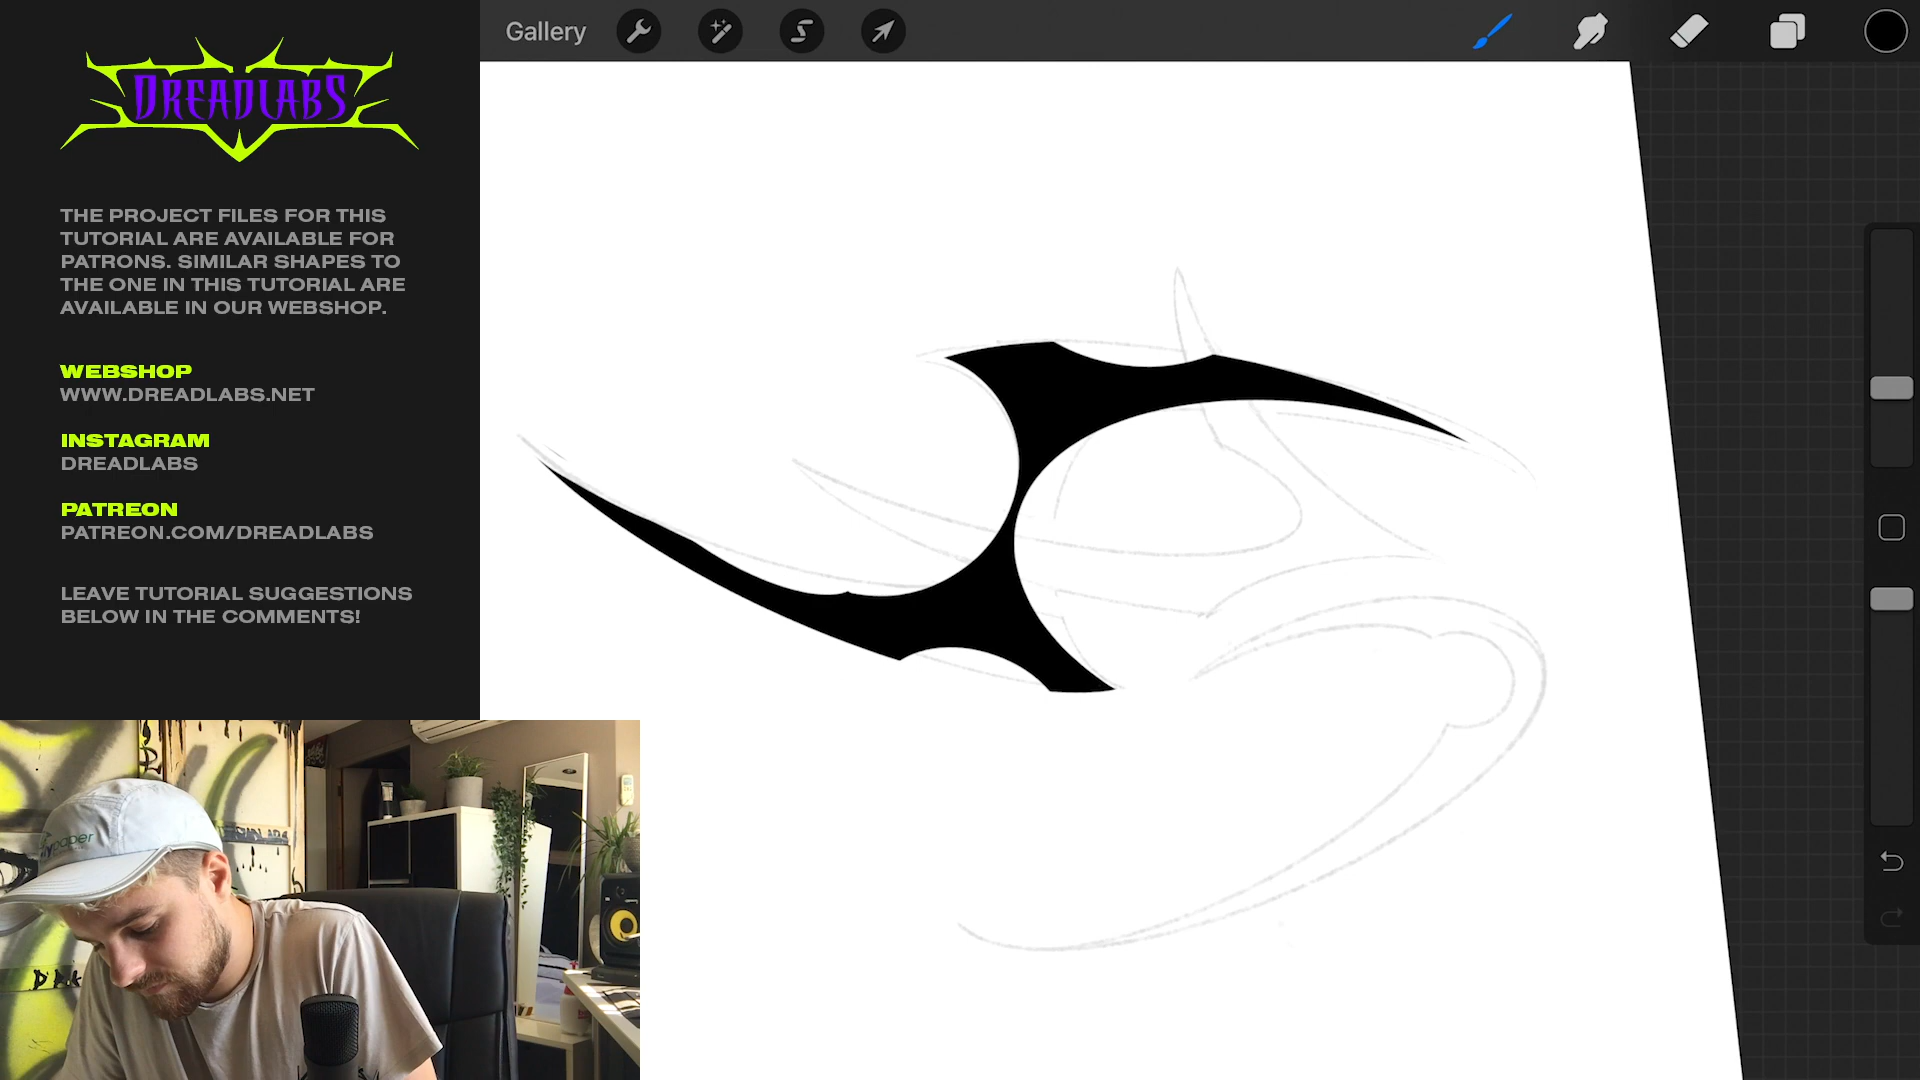 Gallery
DREADLABS
THE PROJECT FILES FOR THIS
TUTORIAL ARE AVAILABLE FOR
PATRONS. SIMILAR SHAPES TO
THE ONE IN THIS TUTORIAL ARE
AVAILABLE IN OUR WEBSHOP.
WEBSHOP
WWW.DREADLABS.NET
INSTAGRAM
DREADLABS
PATREON
PATREON.COM/DREADLABS
LEAVE TUTORIAL SUGGESTIONS
BELOW IN THE COMMENTS!